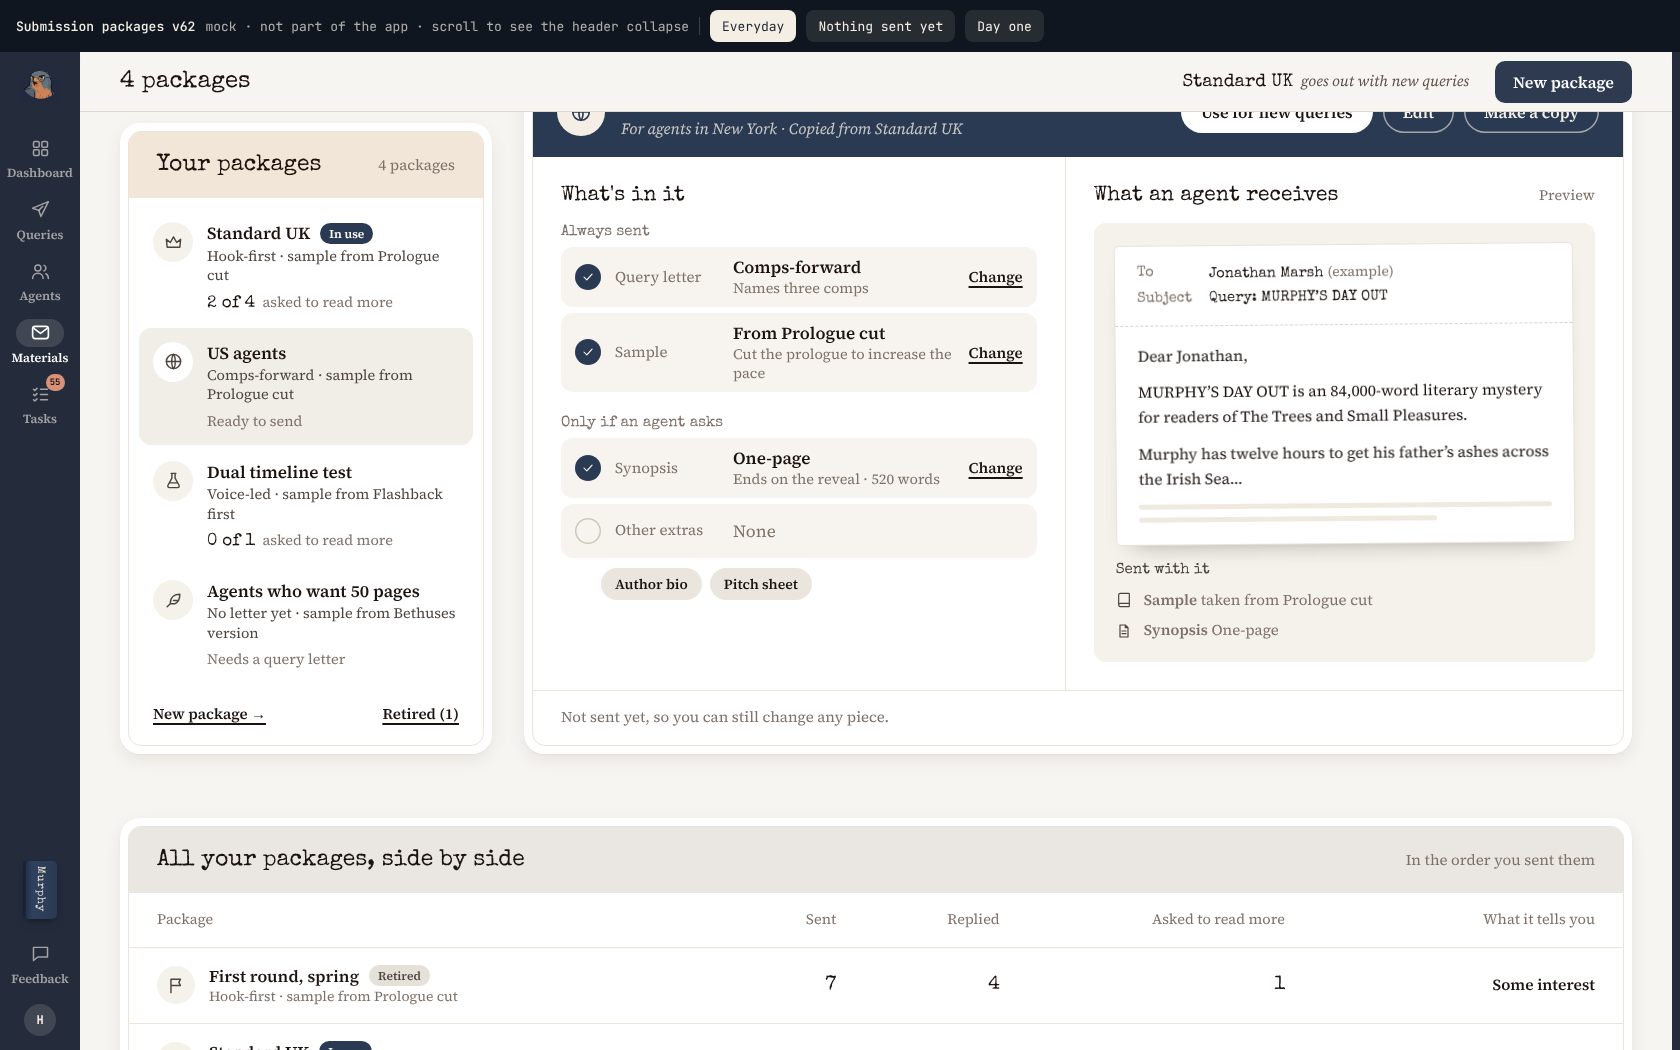 Submission packages v62 mock · not part of the app · scroll to see the header collapse
Everyday
Nothing sent yet
Day one
Dashboard
Queries
Agents
Materials
55
Tasks
Murphy
Feedback
H
4 packages
Standard UK goes out with new queries
New package
Your packages
4 packages
Standard UK In use
Hook-first · sample from Prologue
cut
2 of 4 asked to read more
US agents
Comps-forward · sample from
Prologue cut
Ready to send
Dual timeline test
Voice-led · sample from Flashback
first
0 of 1 asked to read more
Agents who want 50 pages
No letter yet · sample from Bethuses
version
Needs a query letter
New package →
Retired (1)
For agents in New York · Copied from Standard UK
Use for new queries
Edit
Make a copy
What's in it
Always sent
Query letter
Comps-forward
Names three comps
Change
Sample
From Prologue cut
Cut the prologue to increase the
pace
Change
Only if an agent asks
Synopsis
One-page
Ends on the reveal · 520 words
Change
Other extras
None
Author bio
Pitch sheet
What an agent receives
Preview
To Jonathan Marsh (example)
Subject Query: MURPHY'S DAY OUT
Dear Jonathan,
MURPHY'S DAY OUT is an 84,000-word literary mystery
for readers of The Trees and Small Pleasures.
Murphy has twelve hours to get his father's ashes across
the Irish Sea...
Sent with it
Sample taken from Prologue cut
Synopsis One-page
Not sent yet, so you can still change any piece.
All your packages, side by side
In the order you sent them
Package Sent Replied Asked to read more What it tells you
First round, spring Retired
Hook-first · sample from Prologue cut
7 4 1 Some interest
Standard UK